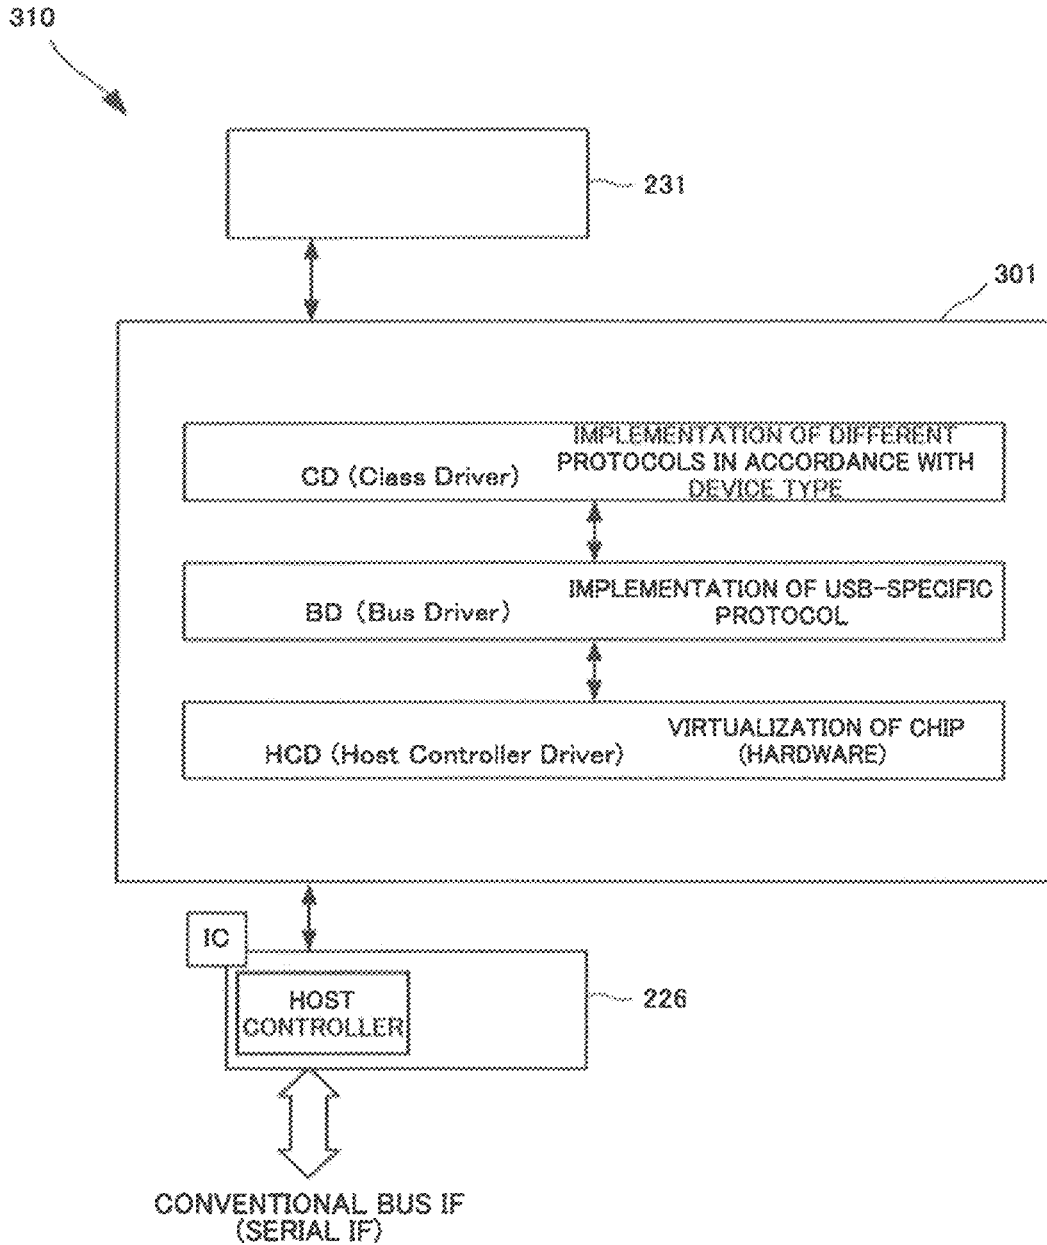 310
231
301
CD (Class Driver)
IMPLEMENTATION OF DIFFERENT
PROTOCOLS IN ACCORDANCE WITH
DEVICE TYPE
BD (Bus Driver)
IMPLEMENTATION OF USB-SPECIFIC
PROTOCOL
HCD (Host Controller Driver)
VIRTUALIZATION OF CHIP
(HARDWARE)
IC
HOST
CONTROLLER
226
CONVENTIONAL BUS IF
(SERIAL IF)